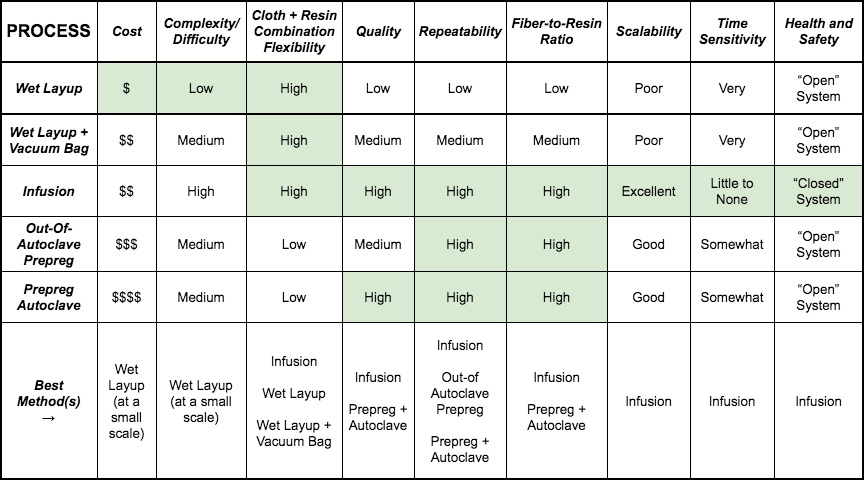 PROCESS Cost Complexity/ Difficulty Cloth + Resin Combination Flexibility Quality Repeatability Fiber-to-Resin Ratio Scalability Time Sensitivity Health and Safety
Wet Layup $ Low High Low Low Low Poor Very “Open” System
Wet Layup + Vacuum Bag $$ Medium High Medium Medium Medium Poor Very “Open” System
Infusion $$ High High High High High Excellent Little to None “Closed” System
Out-Of-Autoclave Prepreg $$$ Medium Low Medium High High Good Somewhat “Open” System
Prepreg Autoclave $$$$ Medium Low High High High Good Somewhat “Open” System
Best Method(s) → Wet Layup (at a small scale) Wet Layup (at a small scale) Infusion Wet Layup Wet Layup + Vacuum Bag Infusion Prepreg + Autoclave Infusion Out-of Autoclave Prepreg Prepreg + Autoclave Infusion Prepreg + Autoclave Infusion Infusion Infusion